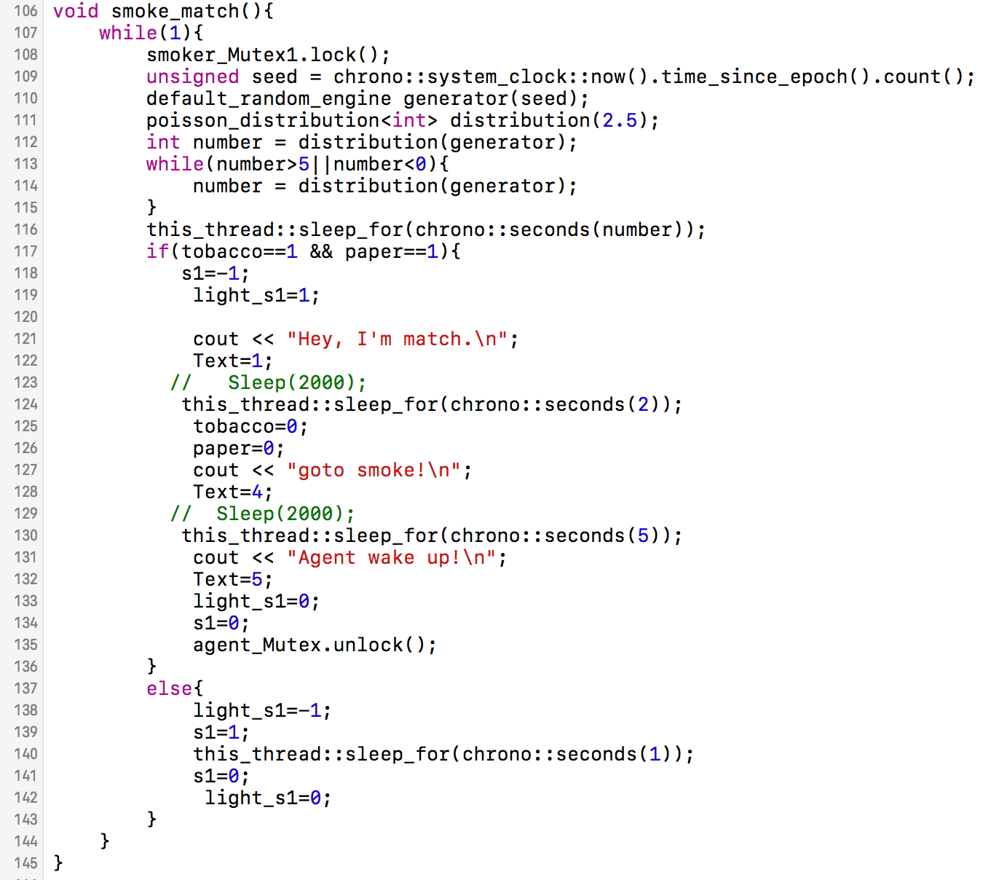 106 void smoke_match(){
107     while(1){
108         smoker_Mutex1.lock();
109         unsigned seed = chrono::system_clock::now().time_since_epoch().count();
110         default_random_engine generator(seed);
111         poisson_distribution<int> distribution(2.5);
112         int number = distribution(generator);
113         while(number>5||number<0){
114             number = distribution(generator);
115         }
116         this_thread::sleep_for(chrono::seconds(number));
117         if(tobacco==1 && paper==1){
118            s1=-1;
119             light_s1=1;
120
121             cout << "Hey, I'm match.\n";
122             Text=1;
123           //   Sleep(2000);
124            this_thread::sleep_for(chrono::seconds(2));
125             tobacco=0;
126             paper=0;
127             cout << "goto smoke!\n";
128             Text=4;
129           //  Sleep(2000);
130            this_thread::sleep_for(chrono::seconds(5));
131             cout << "Agent wake up!\n";
132             Text=5;
133             light_s1=0;
134             s1=0;
135             agent_Mutex.unlock();
136         }
137         else{
138             light_s1=-1;
139             s1=1;
140             this_thread::sleep_for(chrono::seconds(1));
141             s1=0;
142              light_s1=0;
143         }
144     }
145 }